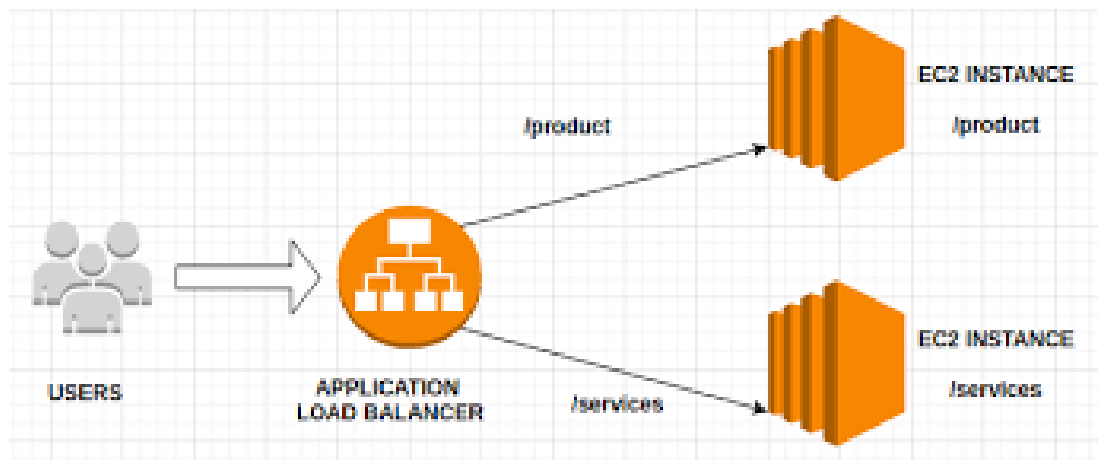 EC2 INSTANCE
/product
/product
USERS
APPLICATION
LOAD BALANCER
/services
EC2 INSTANCE
/services